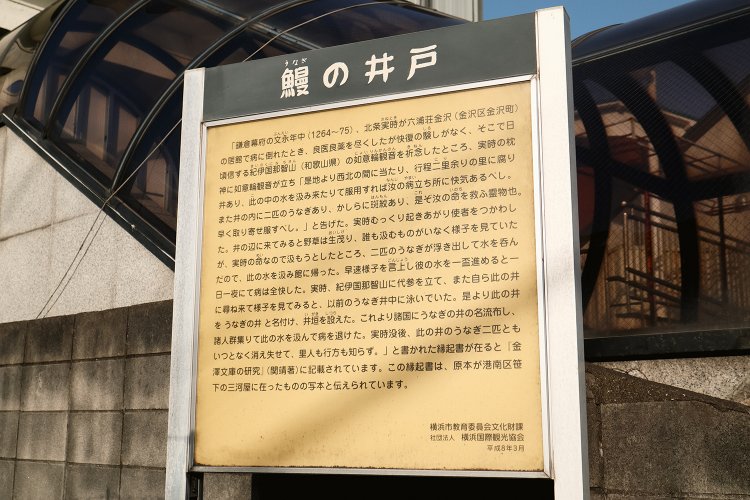 鰻の井戸
「鎌倉幕府の文永年中(1264～75)、北条実時が六浦荘金沢(金沢区金沢町)
の居館で病に倒れたとき、良医良薬を尽くしたが快復の験しがなく、そこで日
頃信する紀伊国那智山(和歌山県)の如意輪観音を祈念したところ、実時の枕
神に如意輪観音が立ち「是地より西北の間に当たり、行程二里余りの里に腐り
井あり、此の中の水を汲み来たりて服用すれば汝の病立ち所に快気あるべし。
また井の内に二匹のうなぎあり、かしらに斑紋あり、是ぞ汝の命を救ふ霊物也。
早く取り寄せ服すべし。」と告げた。実時むっくり起きあがり使者をつかわし
た。井の辺に来てみると野草は生茂り、誰も汲むものがいなく様子を見ていた
が、実時の命なので汲もうとしたところ、二匹のうなぎが浮き出して水を呑ん
だので、此の水を汲み館に帰った。早速様子を言上し彼の水を一盃進めると一
日一夜にて病は全快した。実時、紀伊国那智山に代参を立て、また自ら此の井
に尋ね来て様子を見てみると、以前のうなぎ井中に泳いでいた。是より此の井
を うなぎの井 と名付け、井垣を設えた。これより諸国にうなぎの井の名流布し、
諸人群集りて此の水を汲んで病を退けた。実時没後、此の井のうなぎ二匹とも
いつとなく消え失せて、里人も行方も知らず。」と書かれた縁起書が在ると『金
澤文庫の研究』(関靖著)に記載されています。この縁起書は、原本が港南区笹
下の三河屋に在ったものの写本と伝えられています。
横浜市教育委員会文化財課
社団法人 横浜国際観光協会
平成8年3月